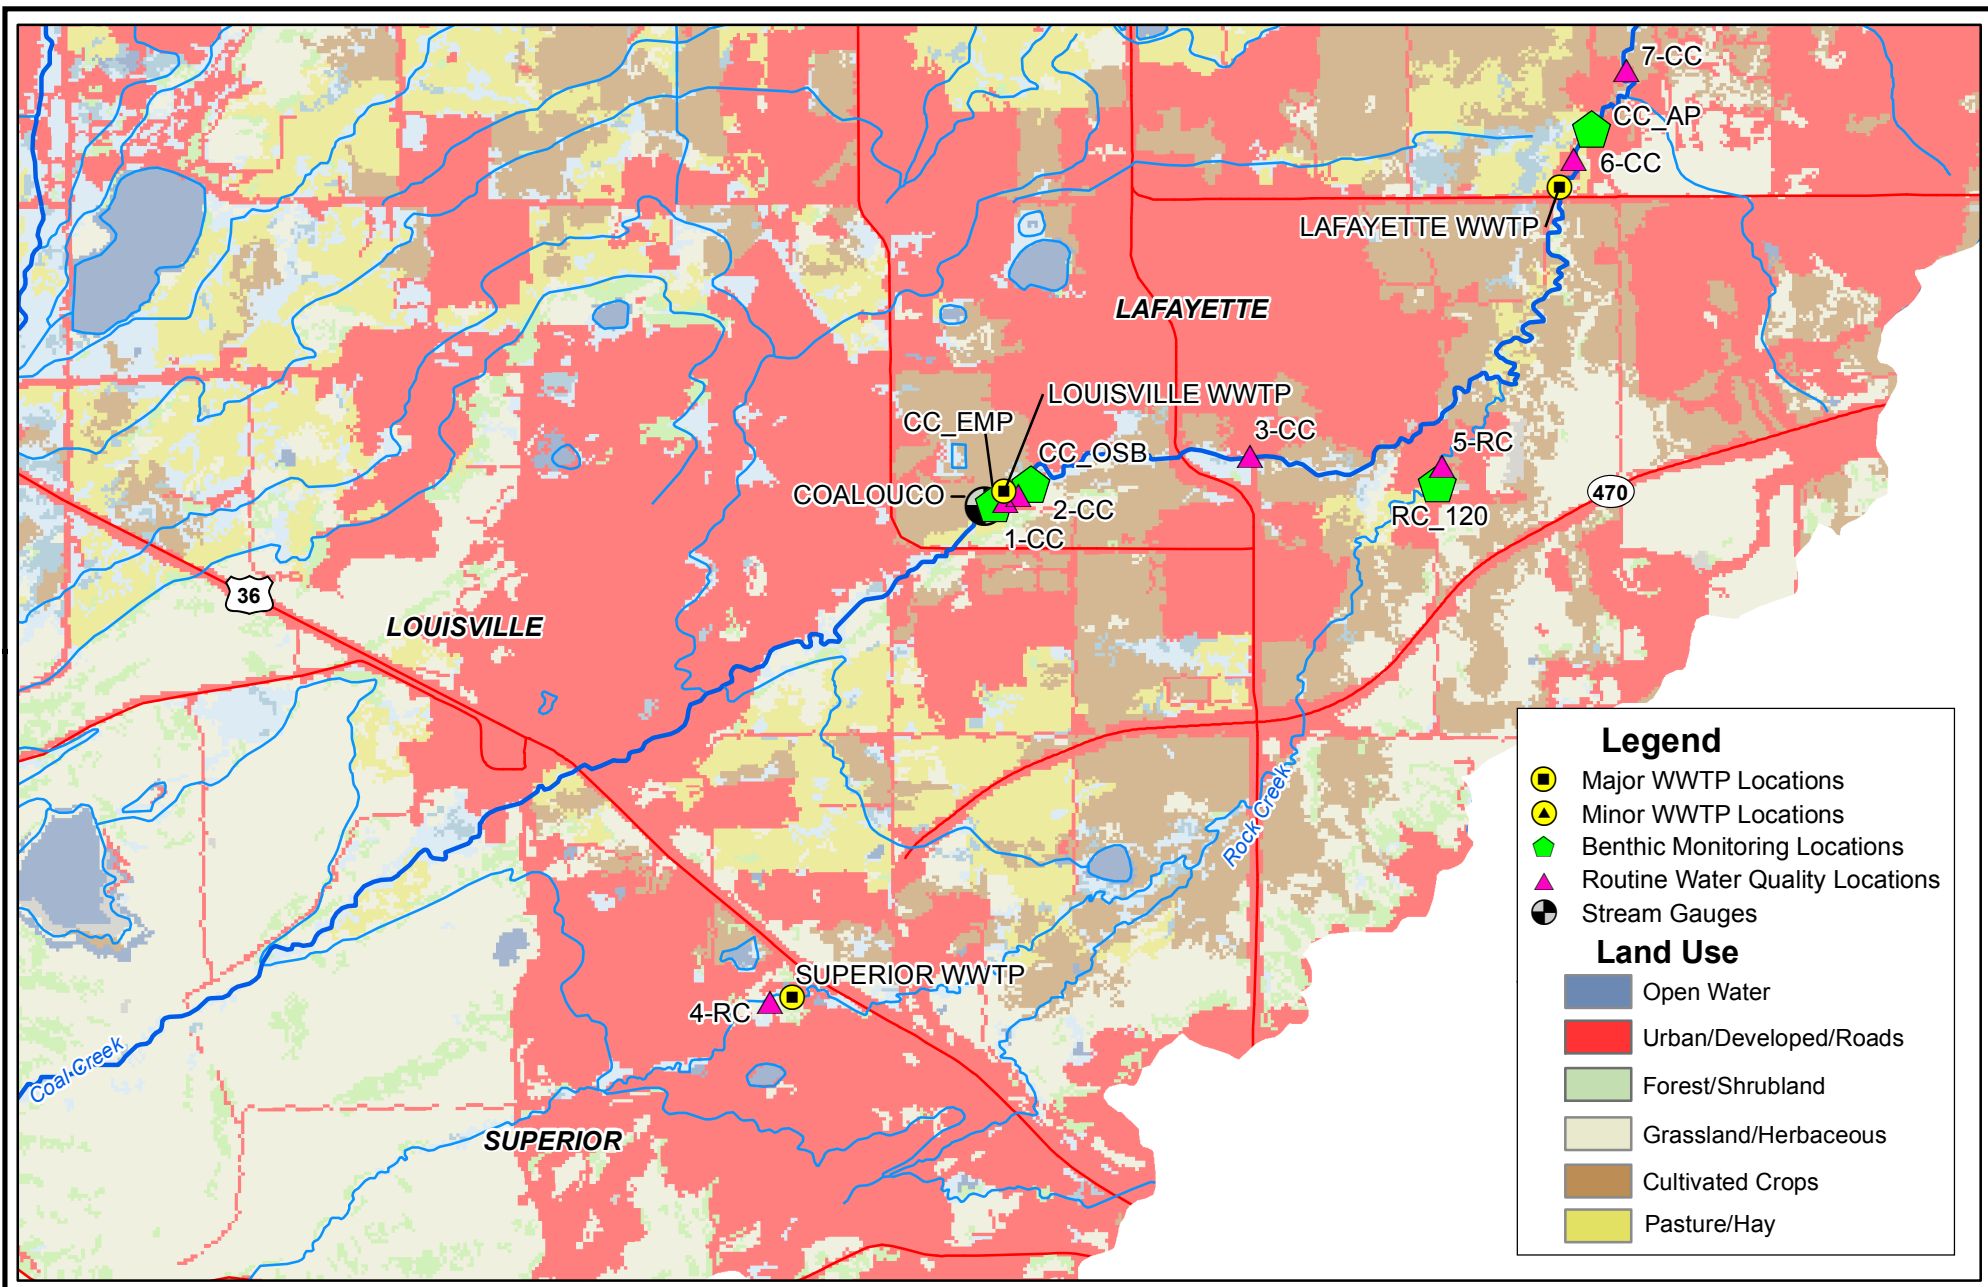 7-CC
CC_AP
6-CC
LAFAYETTE WWTP
LAFAYETTE
LOUISVILLE WWTP
CC_EMP
3-CC
5-RC
CC_OSB
COALOUCO
470
2-CC
RC_120
1-CC
36
LOUISVILLE
Rock Creek
SUPERIOR WWTP
4-RC
Coal Creek
SUPERIOR
Legend
Major WWTP Locations
Minor WWTP Locations
Benthic Monitoring Locations
Routine Water Quality Locations
Stream Gauges
Land Use
Open Water
Urban/Developed/Roads
Forest/Shrubland
Grassland/Herbaceous
Cultivated Crops
Pasture/Hay